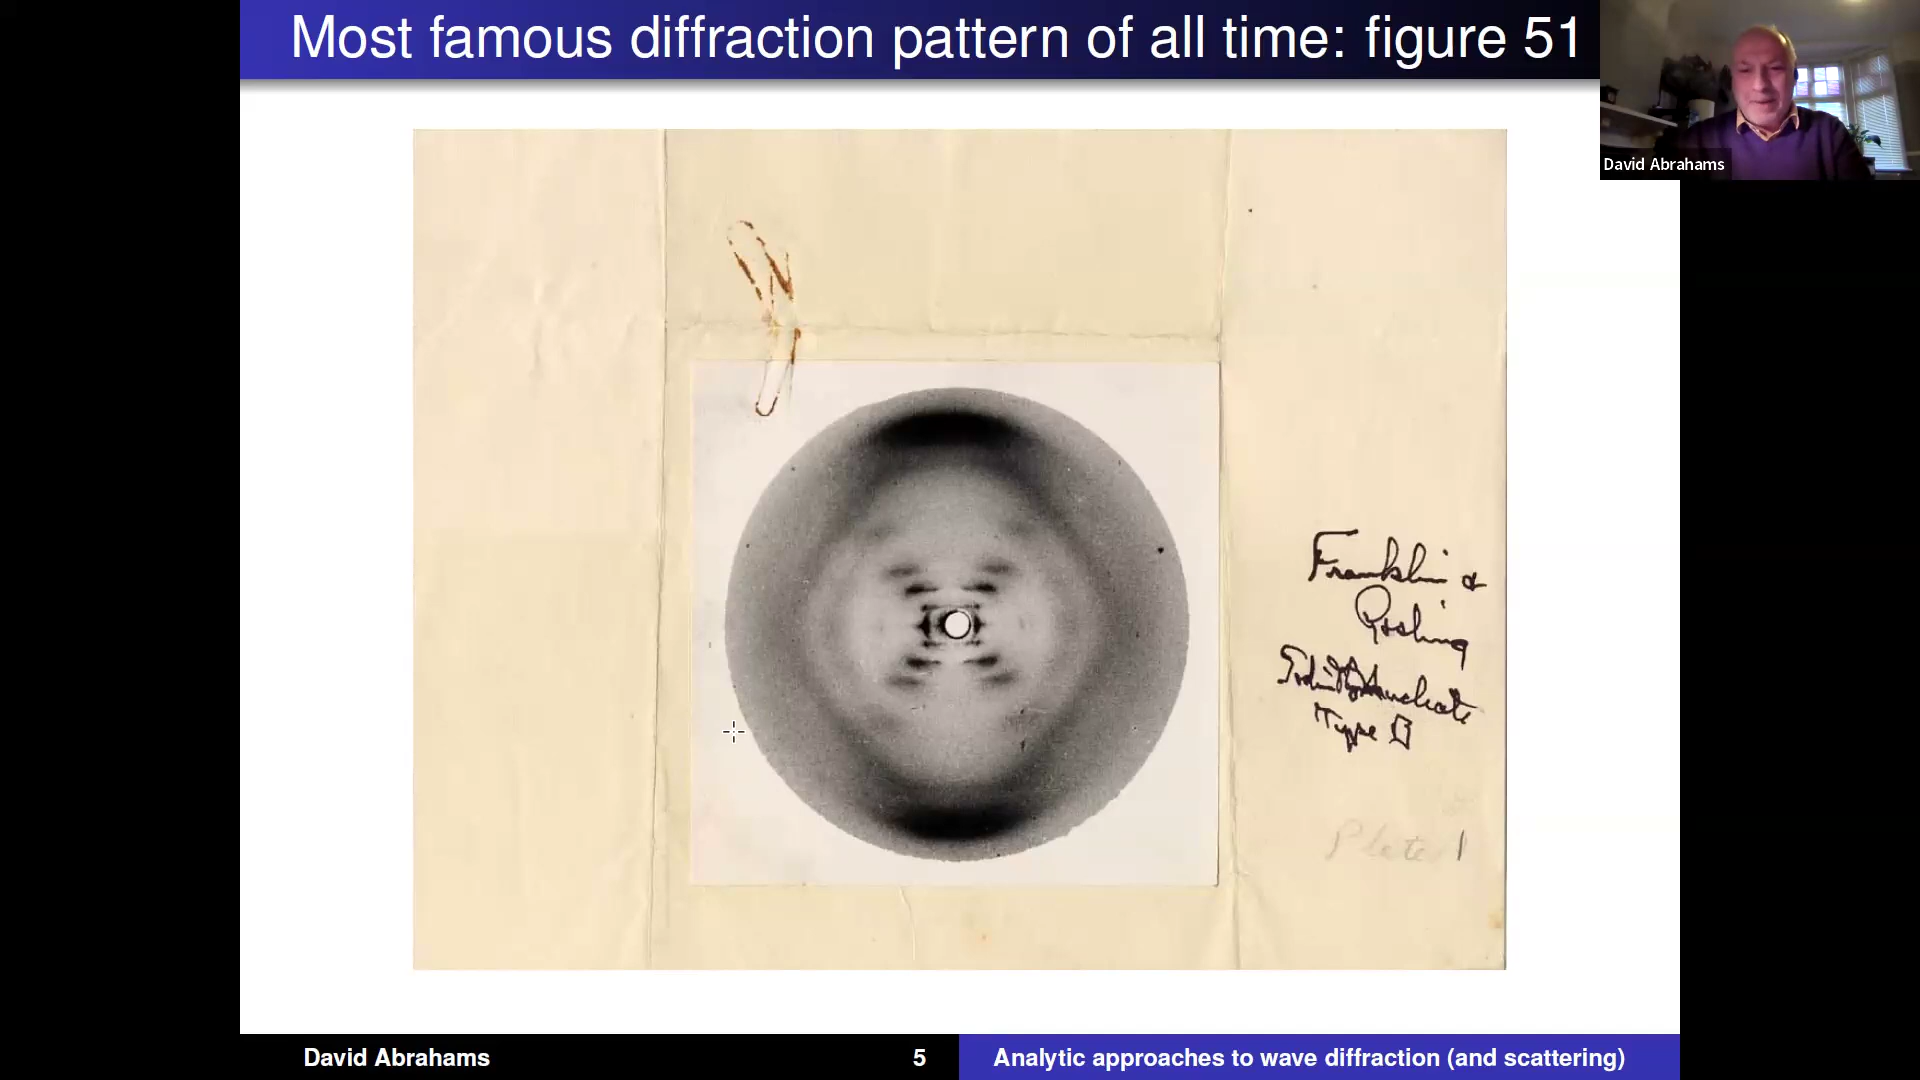 Most famous diffraction pattern of all time: figure 51
David Abrahams
Franklin &
Gosling
Type B
Plate 1
David Abrahams
5
Analytic approaches to wave diffraction (and scattering)